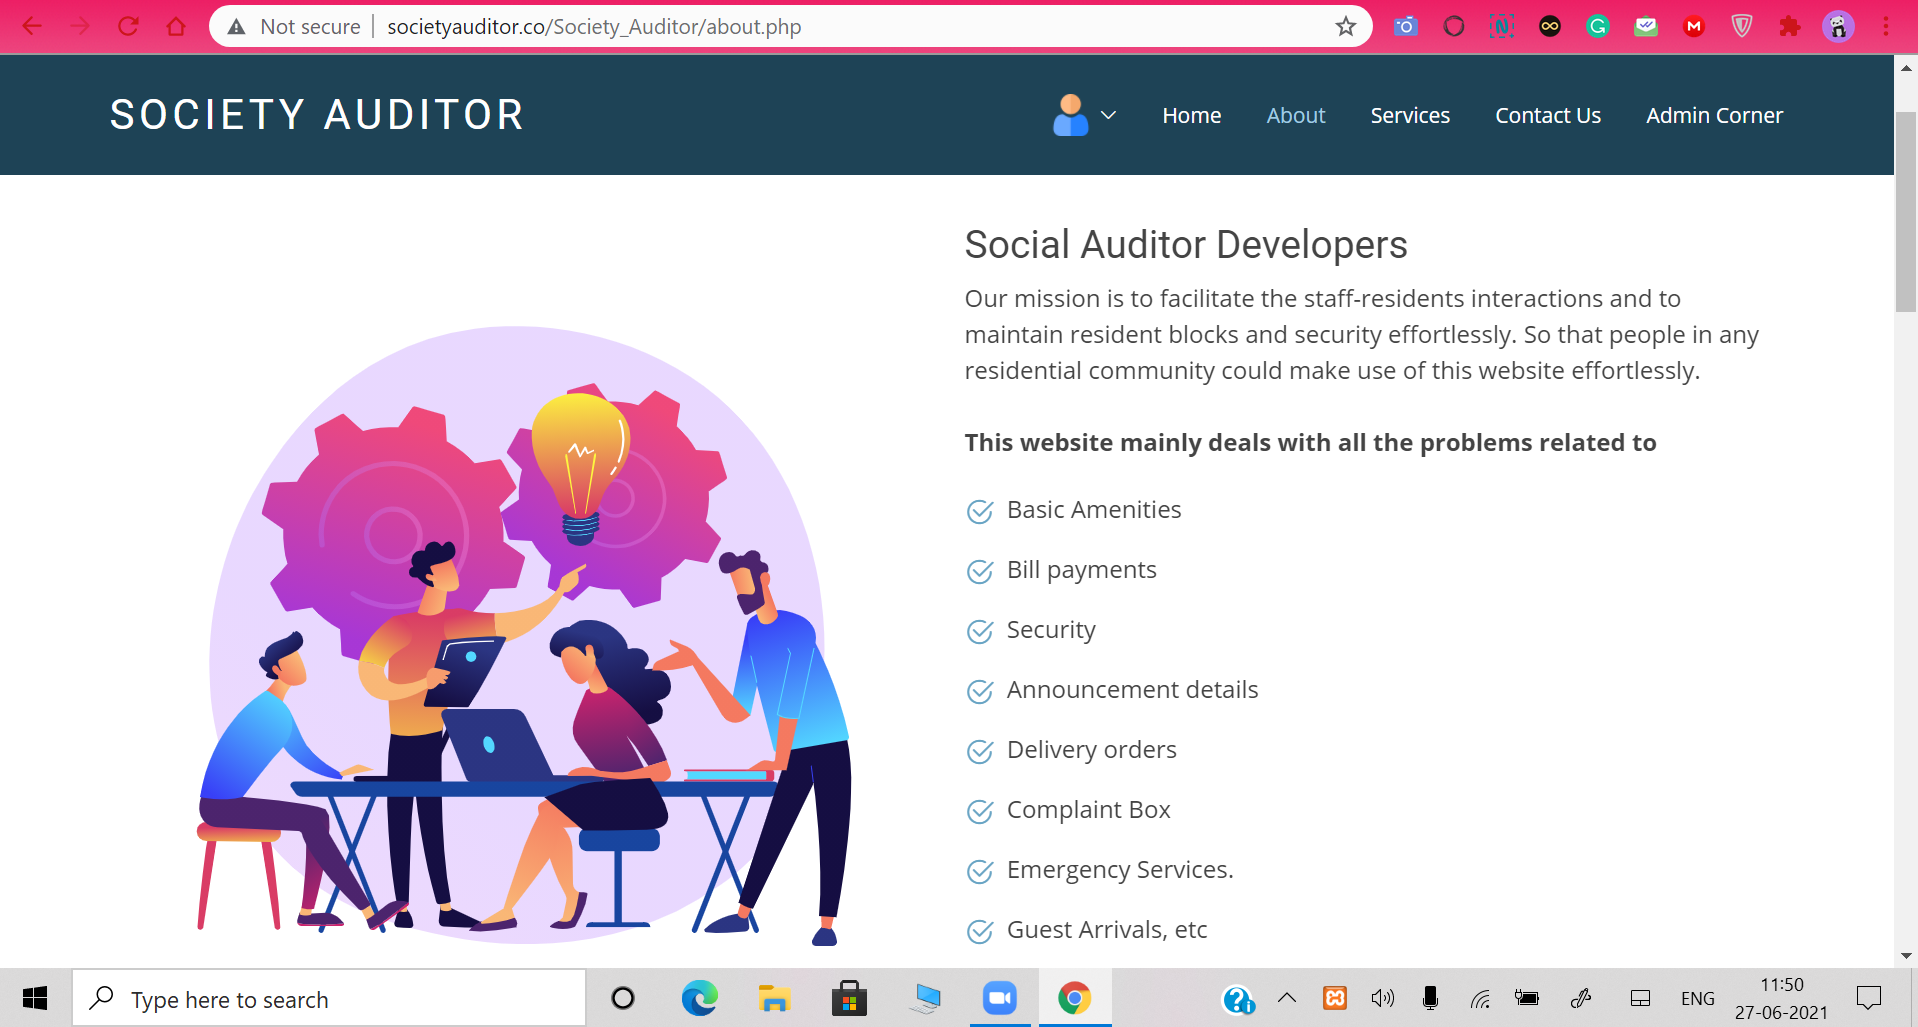 Not secure
societyauditor.co/Society_Auditor/about.php
SOCIETY AUDITOR
Home
About
Services
Contact Us
Admin Corner
Social Auditor Developers
Our mission is to facilitate the staff-residents interactions and to
maintain resident blocks and security effortlessly. So that people in any
residential community could make use of this website effortlessly.
This website mainly deals with all the problems related to
Basic Amenities
Bill payments
Security
Announcement details
Delivery orders
Complaint Box
Emergency Services.
Guest Arrivals, etc
Type here to search
ENG
11:50
27-06-2021